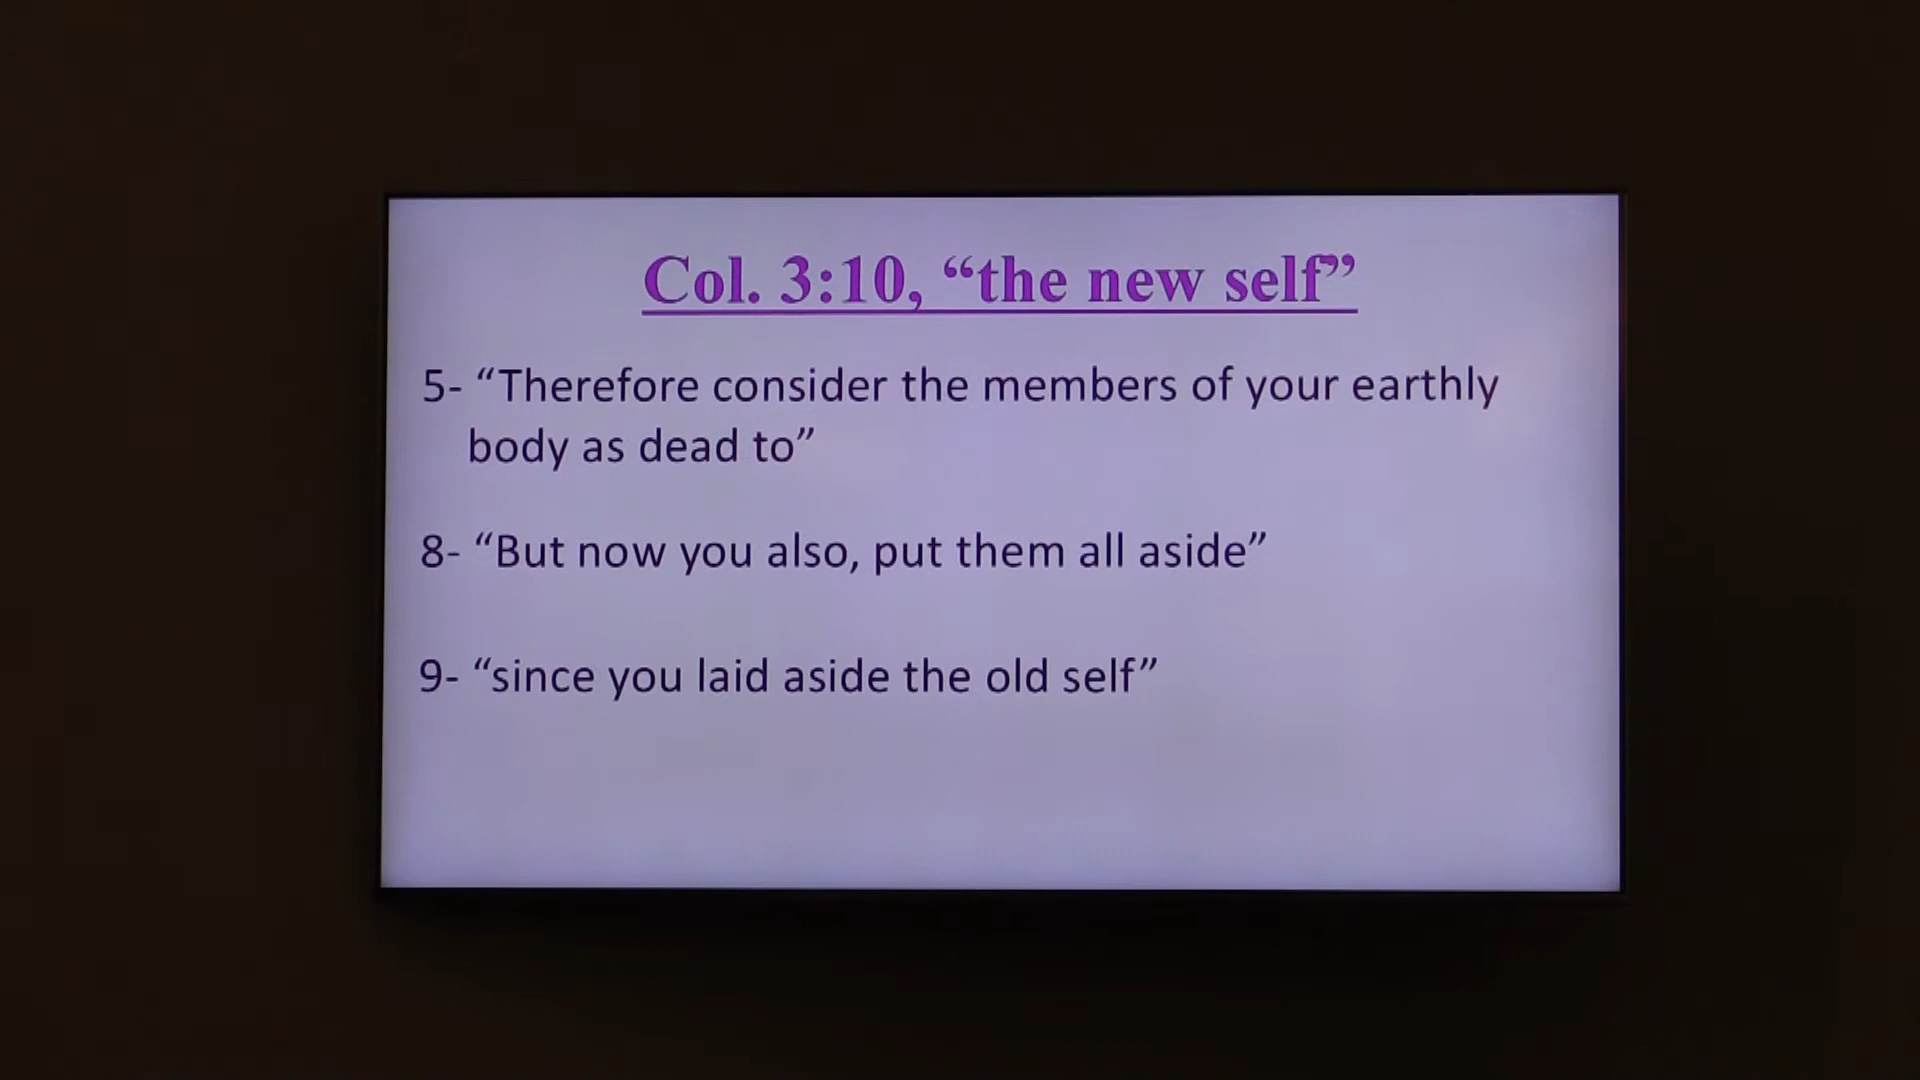 Col. 3:10, “the new self”
5- “Therefore consider the members of your earthly
body as dead to”
8- “But now you also, put them all aside”
9- “since you laid aside the old self”